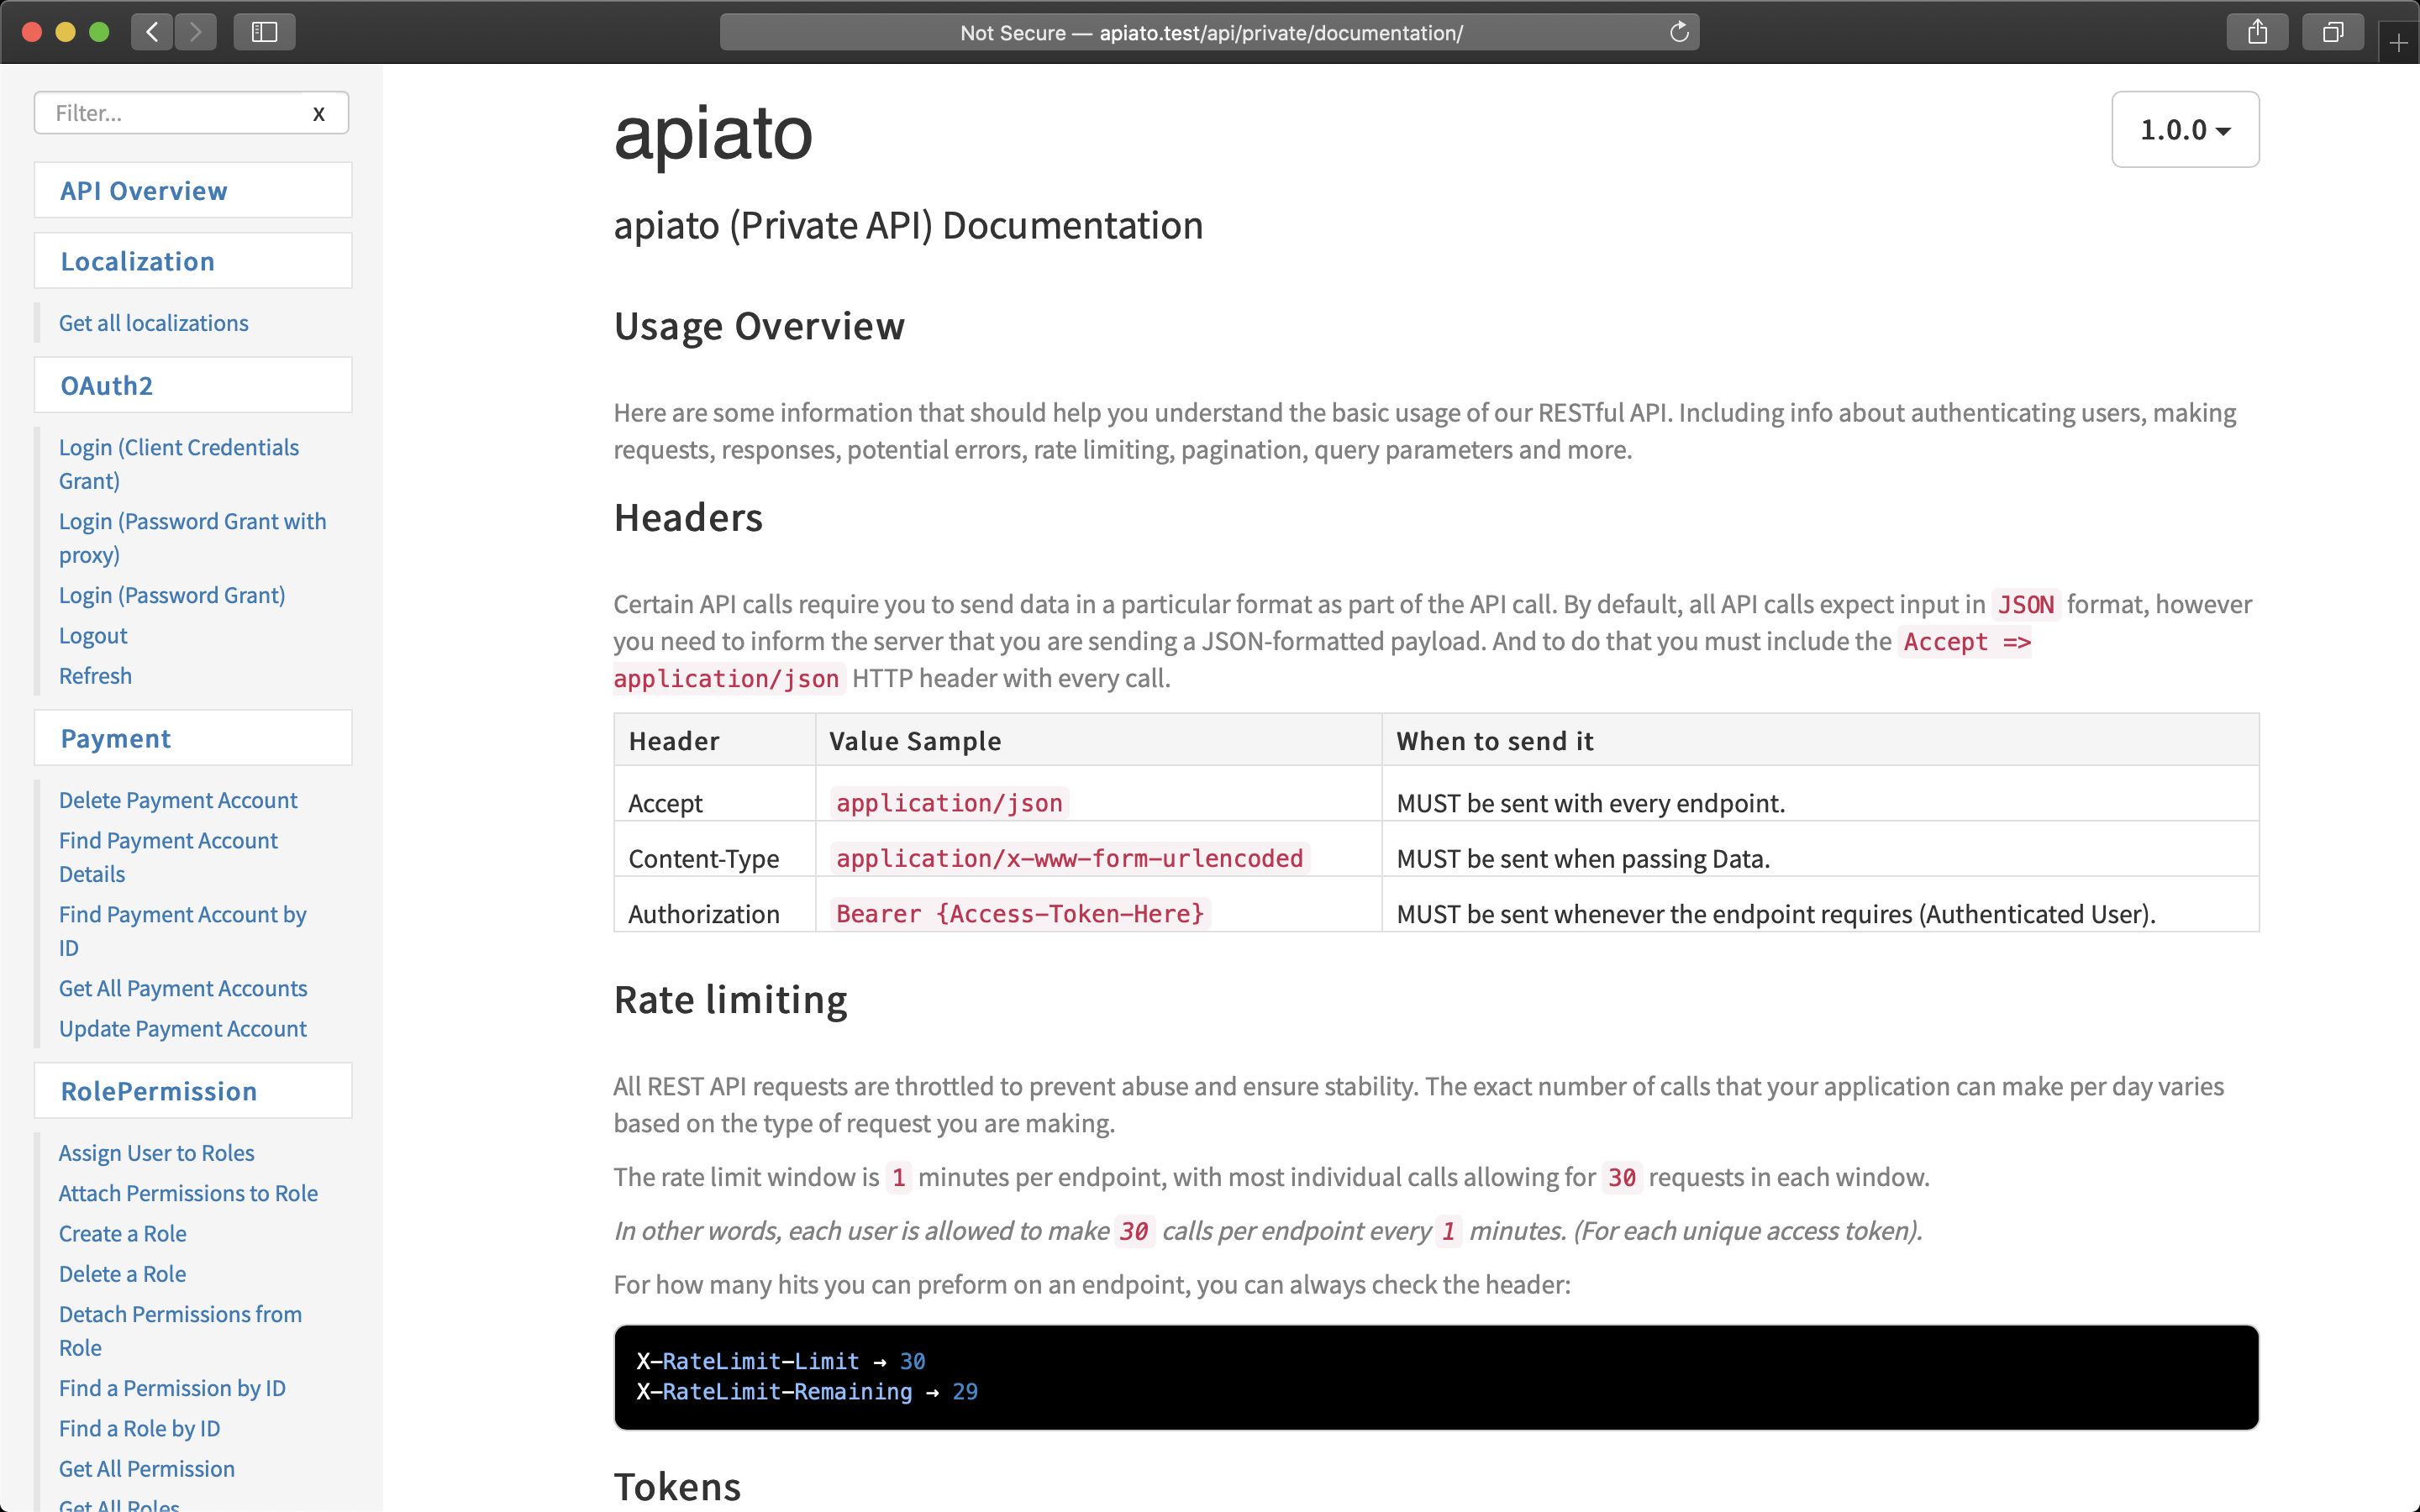 Not Secure — apiato.test/api/private/documentation/
Filter...
x
API Overview
Localization
Get all localizations
OAuth2
Login (Client Credentials
Grant)
Login (Password Grant with
proxy)
Login (Password Grant)
Logout
Refresh
Payment
Delete Payment Account
Find Payment Account
Details
Find Payment Account by
ID
Get All Payment Accounts
Update Payment Account
RolePermission
Assign User to Roles
Attach Permissions to Role
Create a Role
Delete a Role
Detach Permissions from
Role
Find a Permission by ID
Find a Role by ID
Get All Permission
Get All Roles
apiato
1.0.0
apiato (Private API) Documentation
Usage Overview
Here are some information that should help you understand the basic usage of our RESTful API. Including info about authenticating users, making
requests, responses, potential errors, rate limiting, pagination, query parameters and more.
Headers
Certain API calls require you to send data in a particular format as part of the API call. By default, all API calls expect input in JSON format, however
you need to inform the server that you are sending a JSON-formatted payload. And to do that you must include the Accept =>
application/json HTTP header with every call.
Header Value Sample When to send it
Accept application/json MUST be sent with every endpoint.
Content-Type application/x-www-form-urlencoded MUST be sent when passing Data.
Authorization Bearer {Access-Token-Here} MUST be sent whenever the endpoint requires (Authenticated User).
Rate limiting
All REST API requests are throttled to prevent abuse and ensure stability. The exact number of calls that your application can make per day varies
based on the type of request you are making.
The rate limit window is 1 minutes per endpoint, with most individual calls allowing for 30 requests in each window.
In other words, each user is allowed to make 30 calls per endpoint every 1 minutes. (For each unique access token).
For how many hits you can preform on an endpoint, you can always check the header:
X-RateLimit-Limit → 30
X-RateLimit-Remaining → 29
Tokens